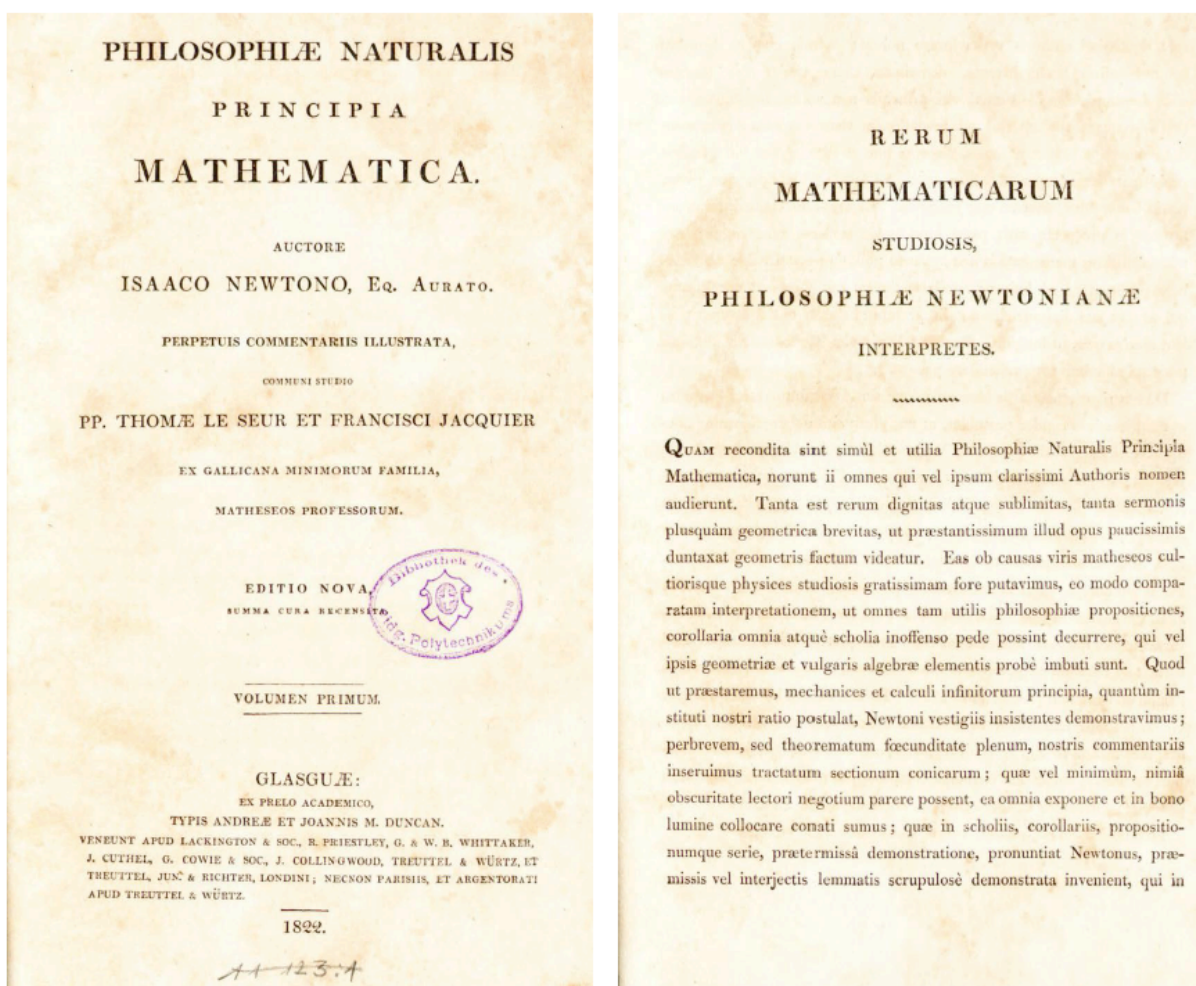 PHILOSOPHIÆ NATURALIS
PRINCIPIA
MATHEMATICA.
AUCTORE
ISAACO NEWTONO, EQ. AURATO.
PERPETUIS COMMENTARIIS ILLUSTRATA,
COMMUNI STUDIO
PP. THOMÆ LE SEUR ET FRANCISCI JACQUIER
EX GALLICANA MINIMORUM FAMILIA,
MATHESEOS PROFESSORUM.
EDITIO NOVA,
SUMMA CURA RECENSITA.
Bibliothek des
Eidg. Polytechnikums
VOLUMEN PRIMUM.
GLASGUÆ:
EX PRELO ACADEMICO,
TYPIS ANDREÆ ET JOANNIS M. DUNCAN.
VENEUNT APUD LACKINGTON & SOC., R. PRIESTLEY, G. & W. B. WHITTAKER,
J. CUTHEL, G. COWIE & SOC., J. COLLINGWOOD, TREUTTEL & WÜRTZ, ET
TREUTTEL, JUNR. & RICHTER, LONDINI; NECNON PARISIIS, ET ARGENTORATI
APUD TREUTTEL & WÜRTZ.
1822.
RERUM
MATHEMATICARUM
STUDIOSIS,
PHILOSOPHIÆ NEWTONIANÆ
INTERPRETES.
QUAM recondita sint simùl et utilia Philosophiæ Naturalis Principia
Mathematica, norunt ii omnes qui vel ipsum clarissimi Authoris nomen
audierunt. Tanta est rerum dignitas atque sublimitas, tanta sermonis
plusquàm geometrica brevitas, ut præstantissimum illud opus paucissimis
duntaxat geometris factum videatur. Eas ob causas viris matheseos cul-
tiorisque physices studiosis gratissimam fore putavimus, eo modo compa-
ratam interpretationem, ut omnes tam utilis philosophiæ propositiones,
corollaria omnia atquè scholia inoffenso pede possint decurrere, qui vel
ipsis geometriæ et vulgaris algebræ elementis probè imbuti sunt. Quod
ut præstaremus, mechanices et calculi infinitorum principia, quantùm in-
stituti nostri ratio postulat, Newtoni vestigiis insistentes demonstravimus;
perbrevem, sed theorematum fœcunditate plenum, nostris commentariis
inseruimus tractatum sectionum conicarum; quæ vel minimùm, nimiâ
obscuritate lectori negotium parere possent, ea omnia exponere et in bono
lumine collocare conati sumus; quæ in scholiis, corollariis, propositio-
numque serie, prætermissâ demonstratione, pronuntiat Newtonus, præ-
missis vel interjectis lemmatis scrupulosè demonstrata invenient, qui in